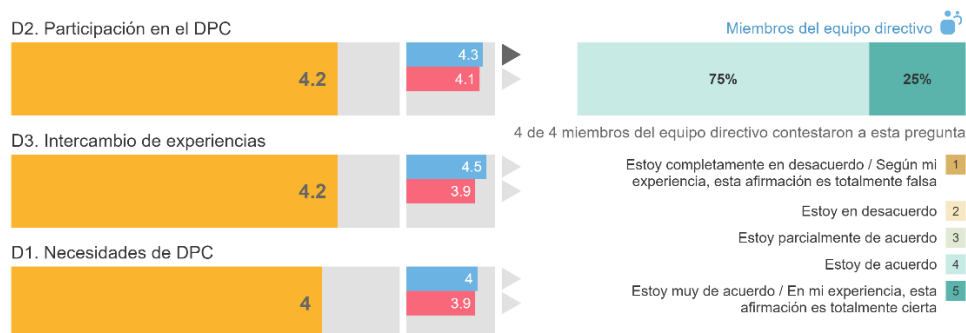 D2. Participación en el DPC
4.2
4.3
4.1
D3. Intercambio de experiencias
4.2
4.5
3.9
D1. Necesidades de DPC
4
4
3.9
Miembros del equipo directivo
75%
25%
4 de 4 miembros del equipo directivo contestaron a esta pregunta
Estoy completamente en desacuerdo / Según mi
experiencia, esta afirmación es totalmente falsa
1
Estoy en desacuerdo
2
Estoy parcialmente de acuerdo
3
Estoy de acuerdo
4
Estoy muy de acuerdo / En mi experiencia, esta
afirmación es totalmente cierta
5